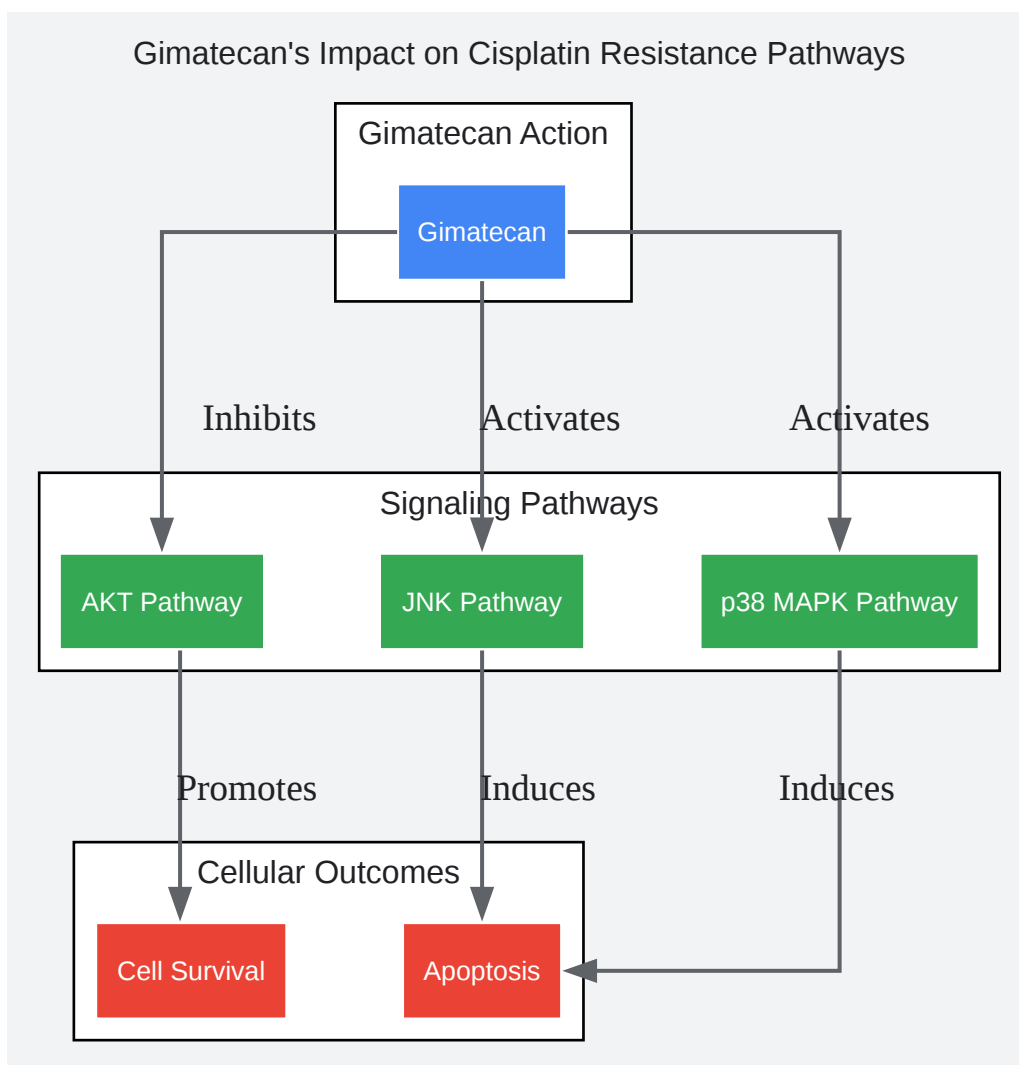 Gimatecan's Impact on Cisplatin Resistance Pathways
Gimatecan Action
Gimatecan
Inhibits
Activates
Activates
Signaling Pathways
AKT Pathway
JNK Pathway
p38 MAPK Pathway
Promotes
Induces
Induces
Cellular Outcomes
Cell Survival
Apoptosis